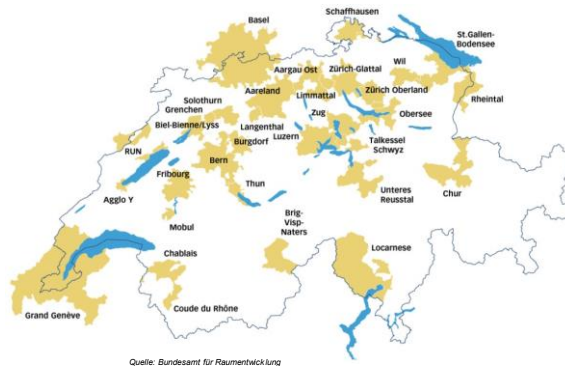 Schaffhausen
Basel
St.Gallen-
Bodensee
Wil
Aargau Ost
Zürich-Glattal
Rheintal
Aareland
Limmattal
Zürich Oberland
Solothurn
Grenchen
Zug
Obersee
Biel-Bienne/Lyss
Langenthal
Luzern
Burgdorf
Talkessel
Schwyz
RUN
Bern
Fribourg
Thun
Unteres
Reusstal
Chur
Agglo Y
Mobul
Brig-
Visp-
Naters
Chablais
Locarnese
Coude du Rhône
Grand Genève
Quelle: Bundesamt für Raumentwicklung